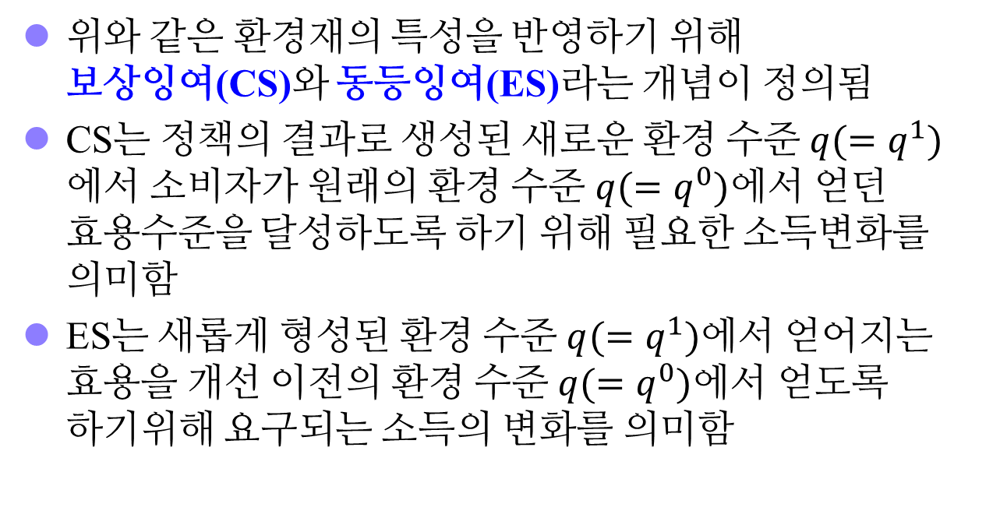 위와 같은 환경재의 특성을 반영하기 위해
보상잉여(CS)와 동등잉여(ES)라는 개념이 정의됨
CS는 정책의 결과로 생성된 새로운 환경 수준 q(= q¹)
에서 소비자가 원래의 환경 수준 q(= q⁰)에서 얻던
효용수준을 달성하도록 하기 위해 필요한 소득변화를
의미함
ES는 새롭게 형성된 환경 수준 q(= q¹)에서 얻어지는
효용을 개선 이전의 환경 수준 q(= q⁰)에서 얻도록
하기위해 요구되는 소득의 변화를 의미함